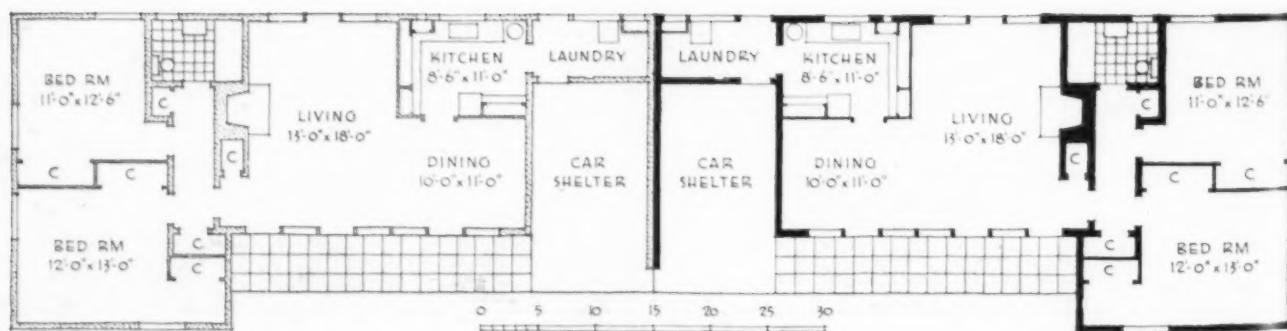 BED RM
11'-0" x 12'-6"
C
C
C
C
C
C
BED RM
12'-0" x 13'-0"
LIVING
13'-0" x 18'-0"
KITCHEN
8'-6" x 11'-0"
DINING
10'-0" x 11'-0"
LAUNDRY
CAR
SHELTER
LAUNDRY
CAR
SHELTER
KITCHEN
8'-6" x 11'-0"
DINING
10'-0" x 11'-0"
LIVING
13'-0" x 18'-0"
C
C
C
C
C
C
BED RM
11'-0" x 12'-6"
BED RM
12'-0" x 13'-0"
0 5 10 15 20 25 30